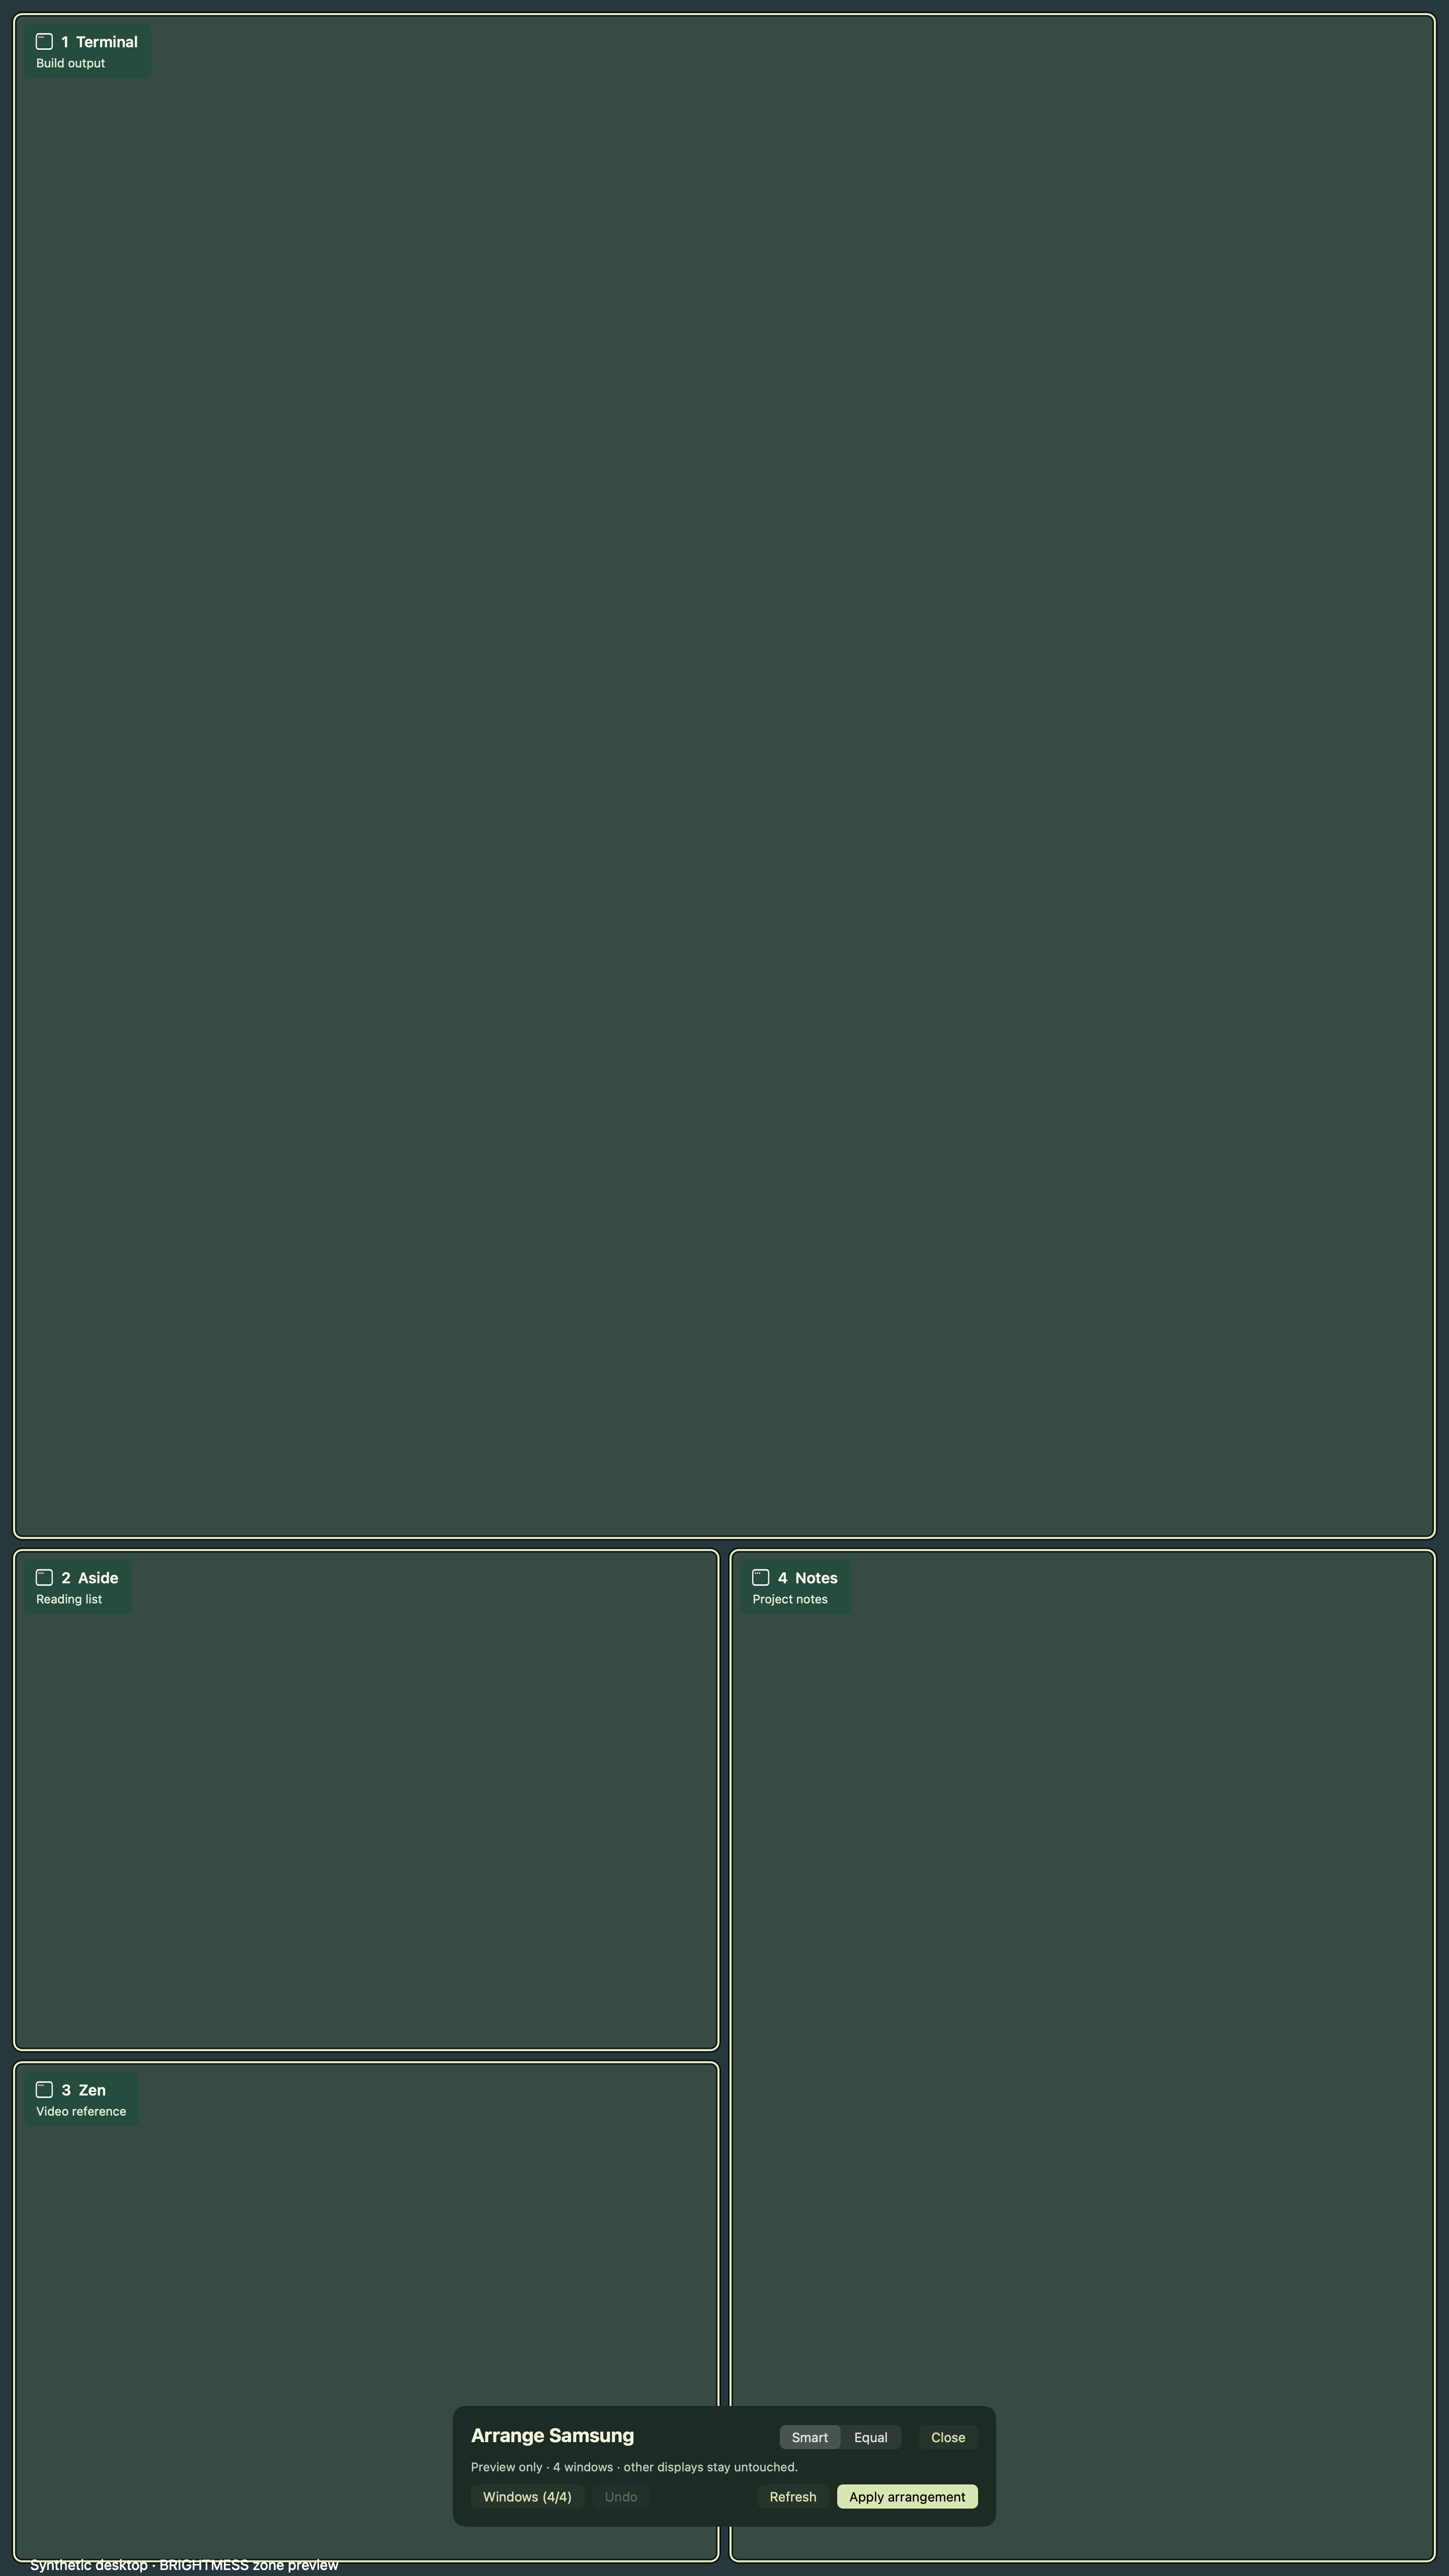 1 Terminal
Build output
2 Aside
Reading list
4 Notes
Project notes
3 Zen
Video reference
Arrange Samsung
Smart Equal Close
Preview only · 4 windows · other displays stay untouched.
Windows (4/4) Undo Refresh Apply arrangement
Synthetic desktop · BRIGHTMESS zone preview